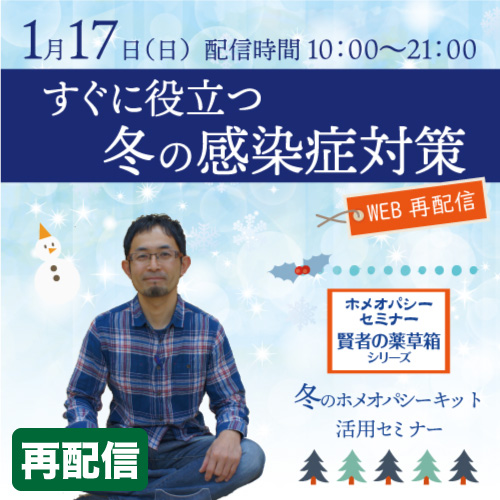 1月17日(日) 配信時間 10:00〜21:00
すぐに役立つ
冬の感染症対策
WEB 再配信
ホメオパシー
セミナー
賢者の薬草箱
シリーズ
冬のホメオパシーキット
活用セミナー
再配信